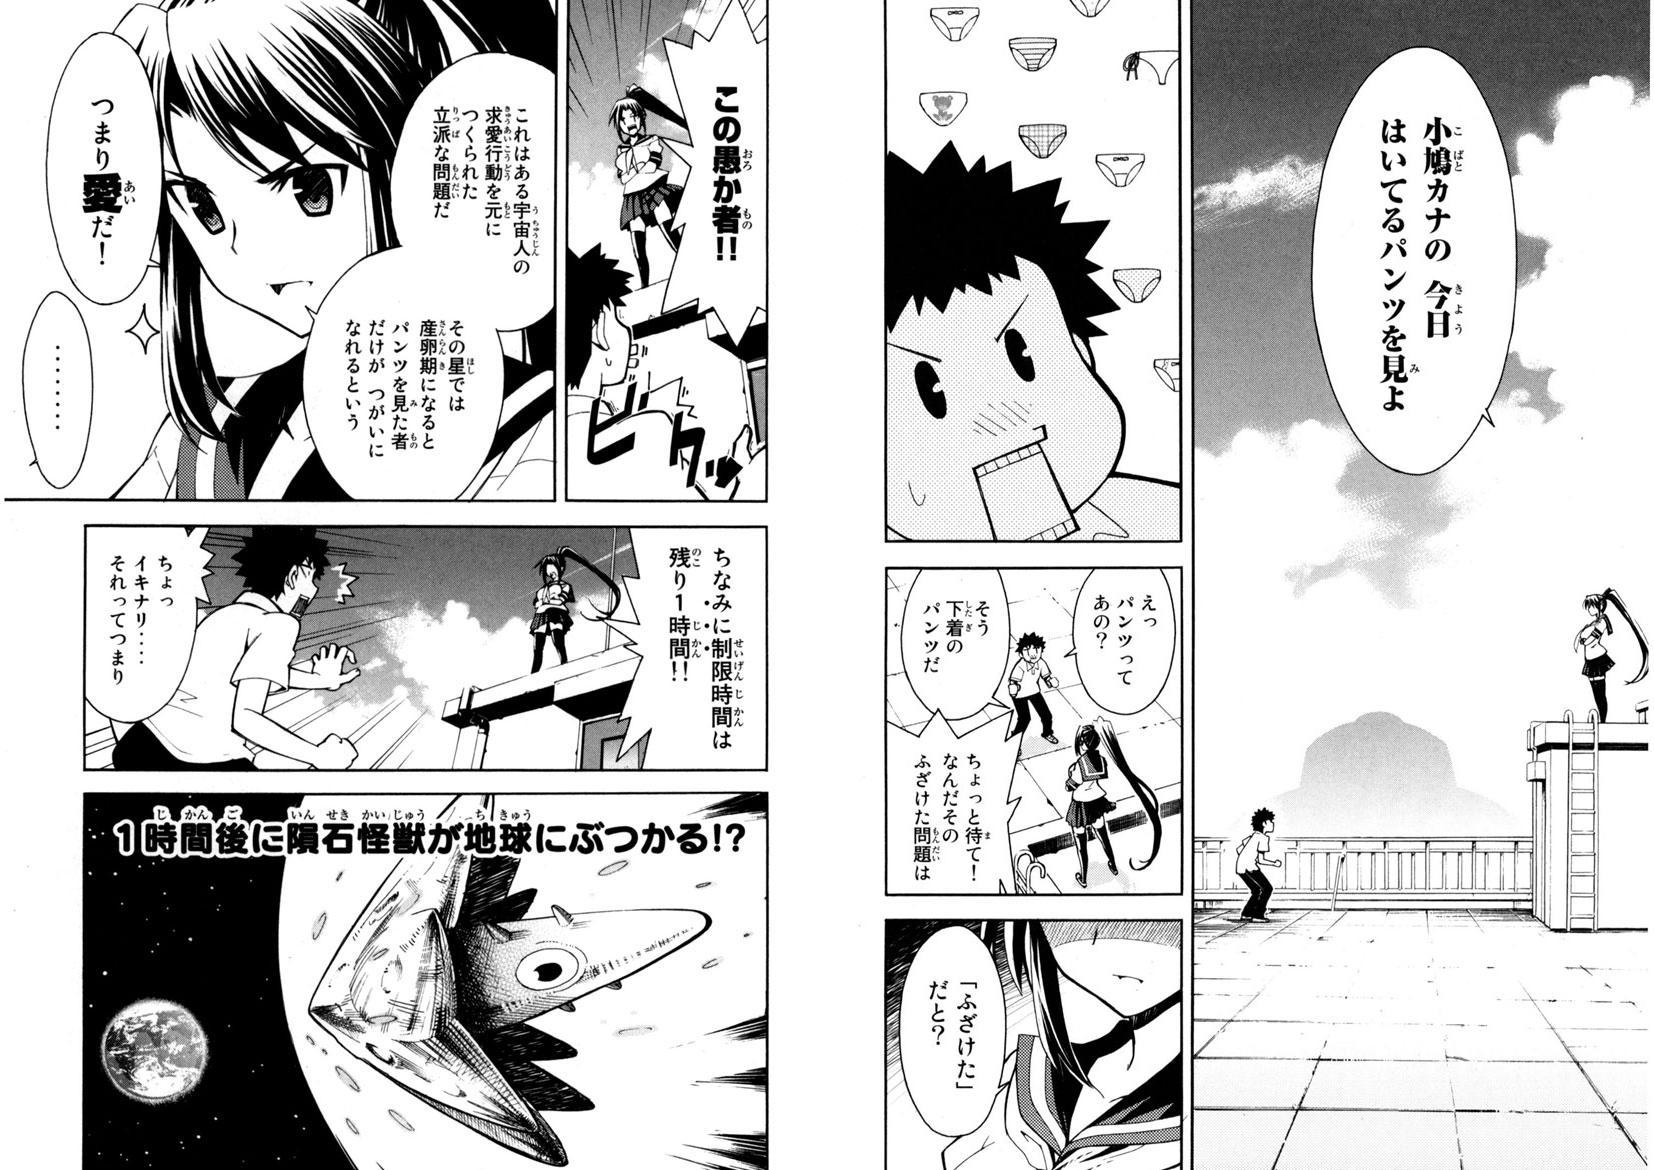 小鳩カナの今日
はいてるパンツを見よ
えっ
パンツって
あの?
そう
下着の
パンツだ
ちょっと待て!
なんだその
ふざけた問題は
「ふざけた」
だと?
この愚か者!!
ビクッ
これはある宇宙人の
求愛行動を元に
つくられた
立派な問題だ
その星では
産卵期になると
パンツを見た者
だけが つがいに
なれるという
つまり愛だ!
・・・・・・・・
ちなみに制限時間は
残り1時間!!
ちょっ
イキナリ・・・・
それってつまり
1時間後に隕石怪獣が地球にぶつかる!?